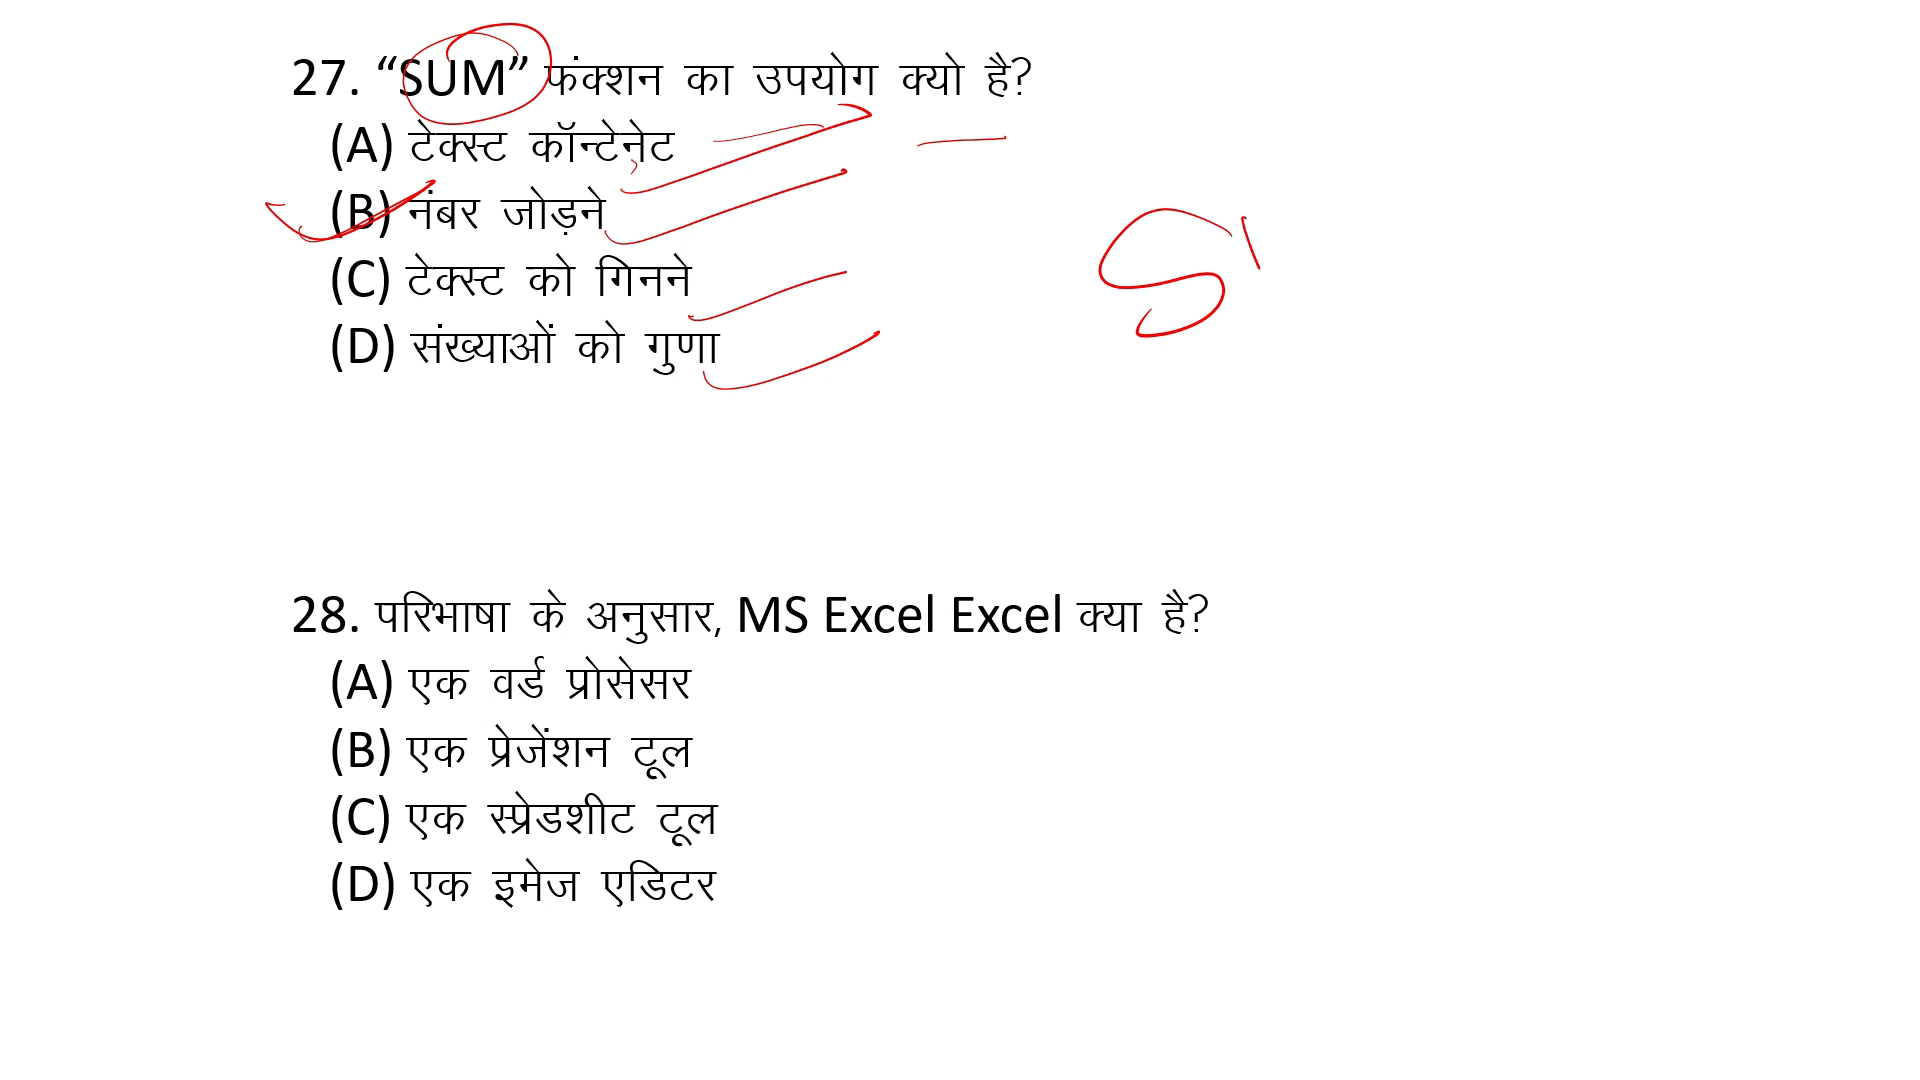 27. “SUM” फंक्शन का उपयोग क्यो है?
(A) टेक्स्ट कॉन्टेनेट
(B) नंबर जोड़ने
(C) टेक्स्ट को गिनने
(D) संख्याओं को गुणा
S
28. परिभाषा के अनुसार, MS Excel Excel क्या है?
(A) एक वर्ड प्रोसेसर
(B) एक प्रेजेंशन टूल
(C) एक स्प्रेडशीट टूल
(D) एक इमेज एडिटर